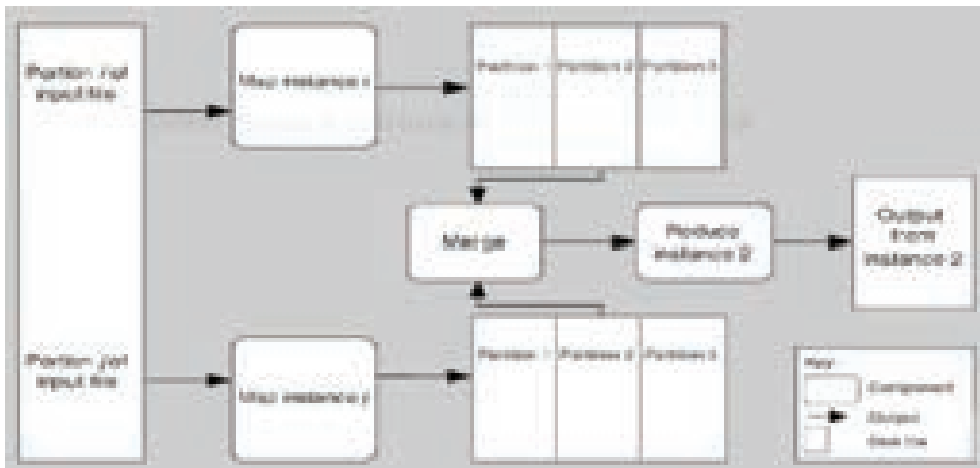 Portion i of
input file
Map instance i
Partition 1
Partition 2
Partition 3
Merge
Reduce
instance 2
Output
from
instance 2
Portion j of
input file
Map instance j
Partition 1
Partition 2
Partition 3
Key
Component
Output
Data file